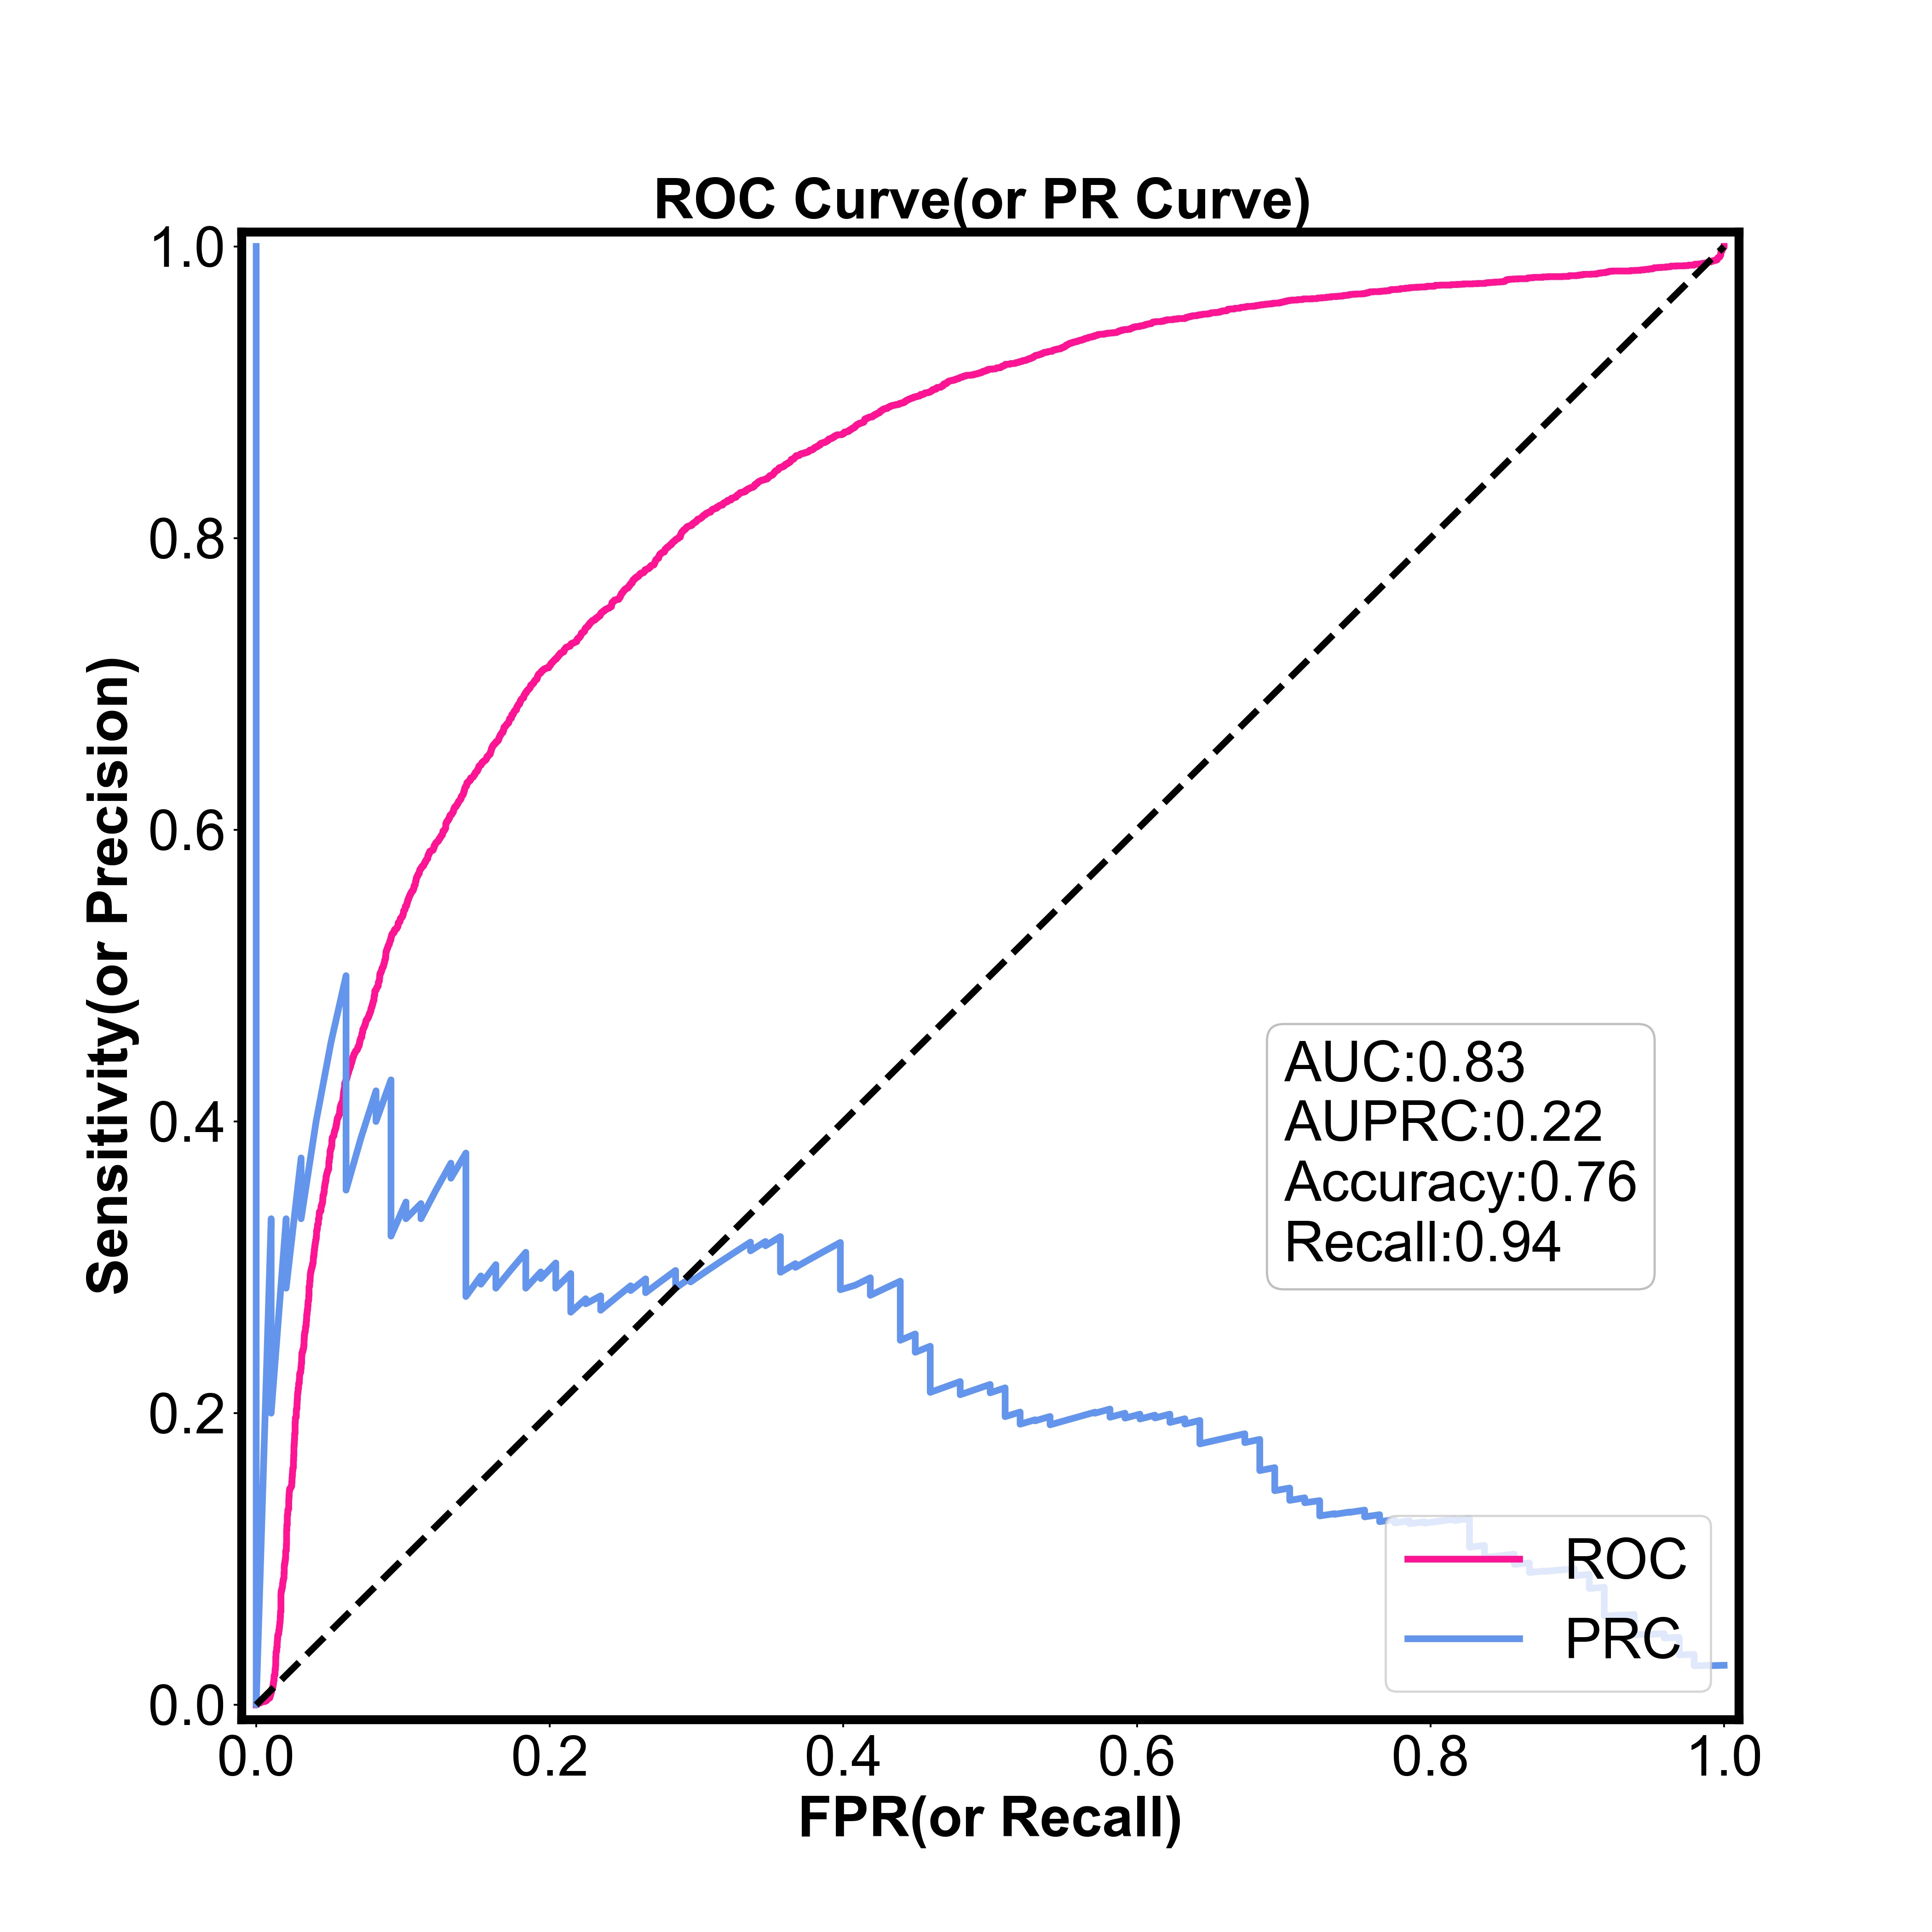 ROC Curve(or PR Curve)
1.0
0.8
0.6
0.4
0.2
0.0
Sensitivity(or Precision)
AUC:0.83
AUPRC:0.22
Accuracy:0.76
Recall:0.94
ROC
PRC
0.0 0.2 0.4 0.6 0.8 1.0
FPR(or Recall)